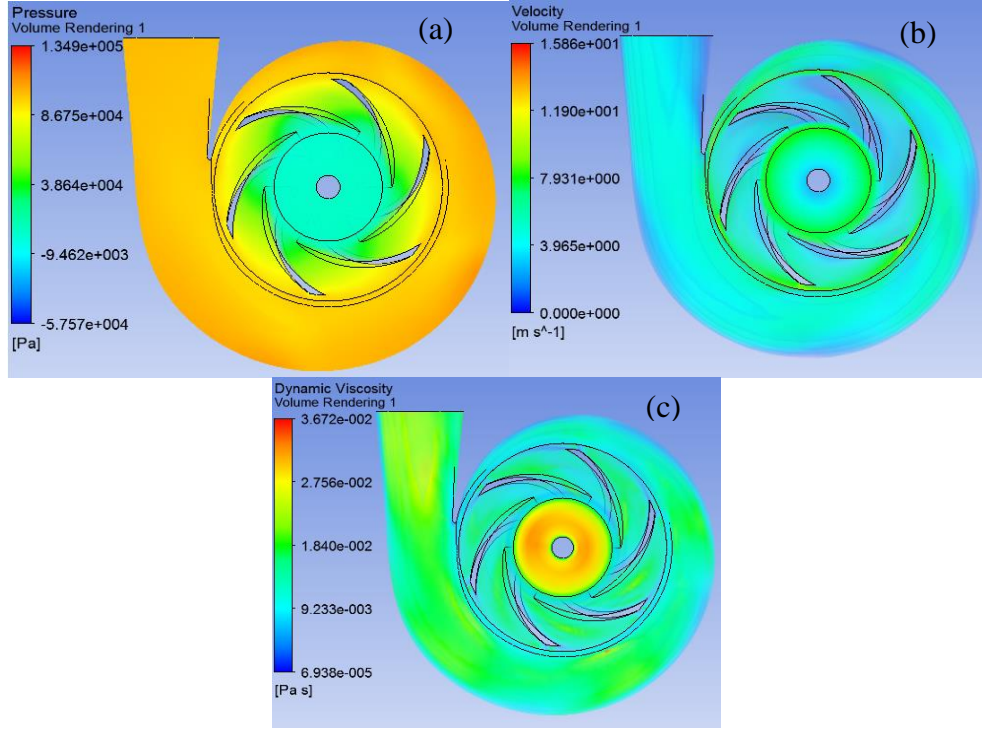 Pressure
Volume Rendering 1
(a)
1.349e+005
8.675e+004
3.864e+004
-9.462e+003
-5.757e+004
[Pa]
Velocity
Volume Rendering 1
(b)
1.586e+001
1.190e+001
7.931e+000
3.965e+000
0.000e+000
[m s^-1]
Dynamic Viscosity
Volume Rendering 1
(c)
3.672e-002
2.756e-002
1.840e-002
9.233e-003
6.938e-005
[Pa s]